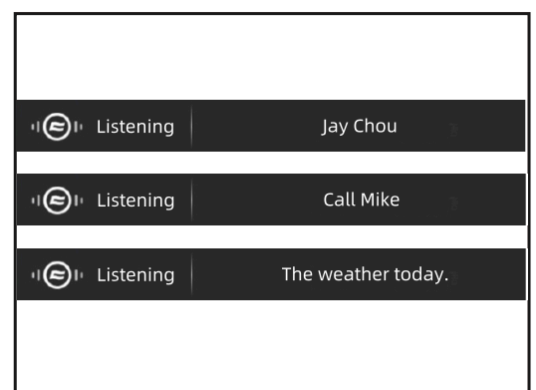 Listening Jay Chou
Listening Call Mike
Listening The weather today.